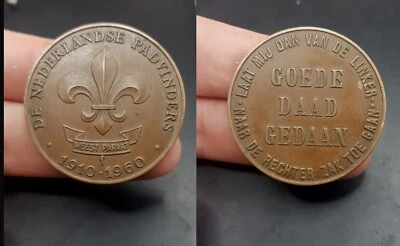 · DE NEDERLANDSE PADVINDERS ·
WEEST PARAAT
1910-1960
LAAT MIJ DAN VAN DE LINKER-
NAAR DE RECHTER ZAK TOE GAAN
GOEDE
DAAD
GEDAAN